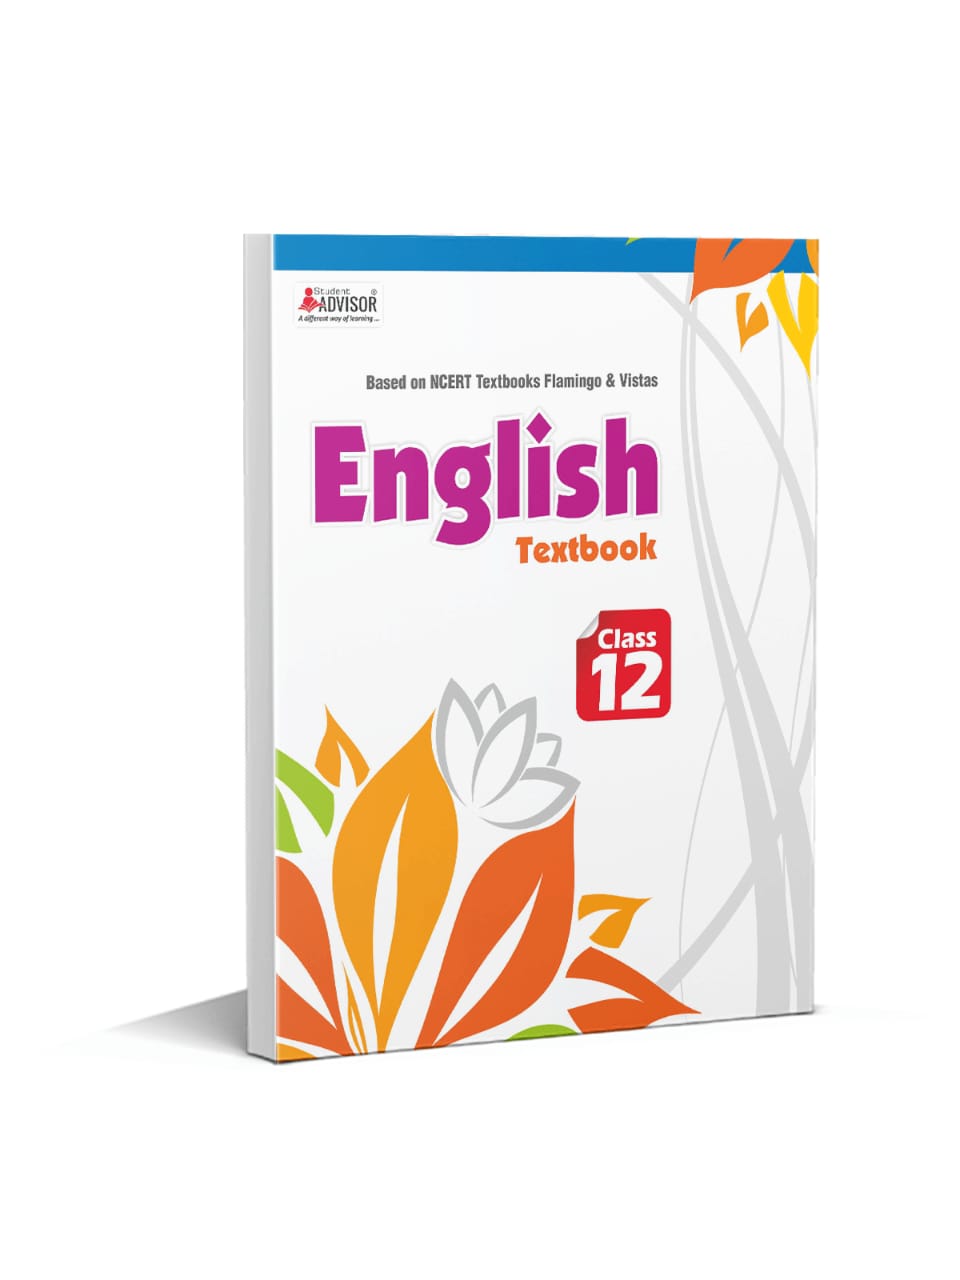 Student ®
ADVISOR
A different way of learning ...
Based on NCERT Textbooks Flamingo & Vistas
English
Textbook
Class
12